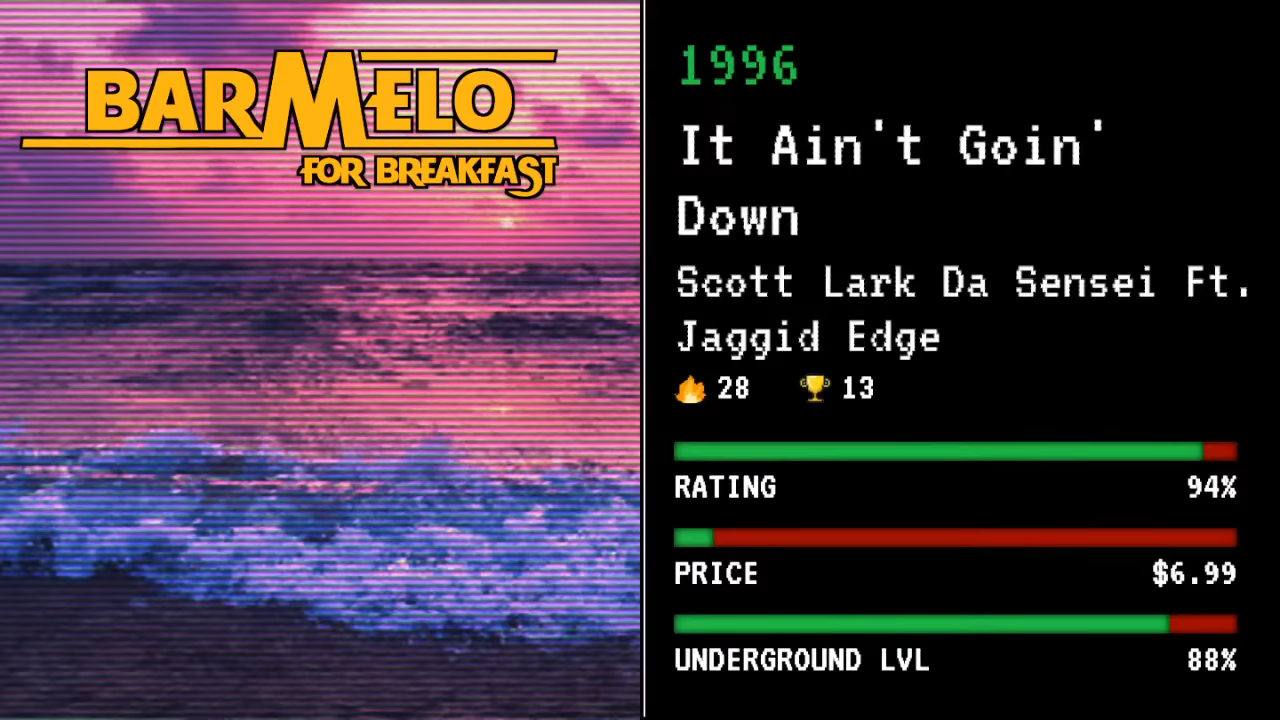 BARMELO
FOR BREAKFAST
1996
It Ain't Goin'
Down
Scott Lark Da Sensei Ft.
Jaggid Edge
28 13
RATING 94%
PRICE $6.99
UNDERGROUND LVL 88%